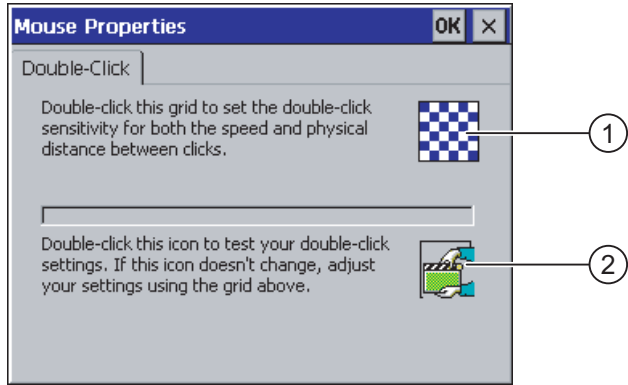 Mouse Properties OK ×
Double-Click
Double-click this grid to set the double-click
sensitivity for both the speed and physical
distance between clicks.
1
Double-click this icon to test your double-click
settings. If this icon doesn't change, adjust
your settings using the grid above.
2